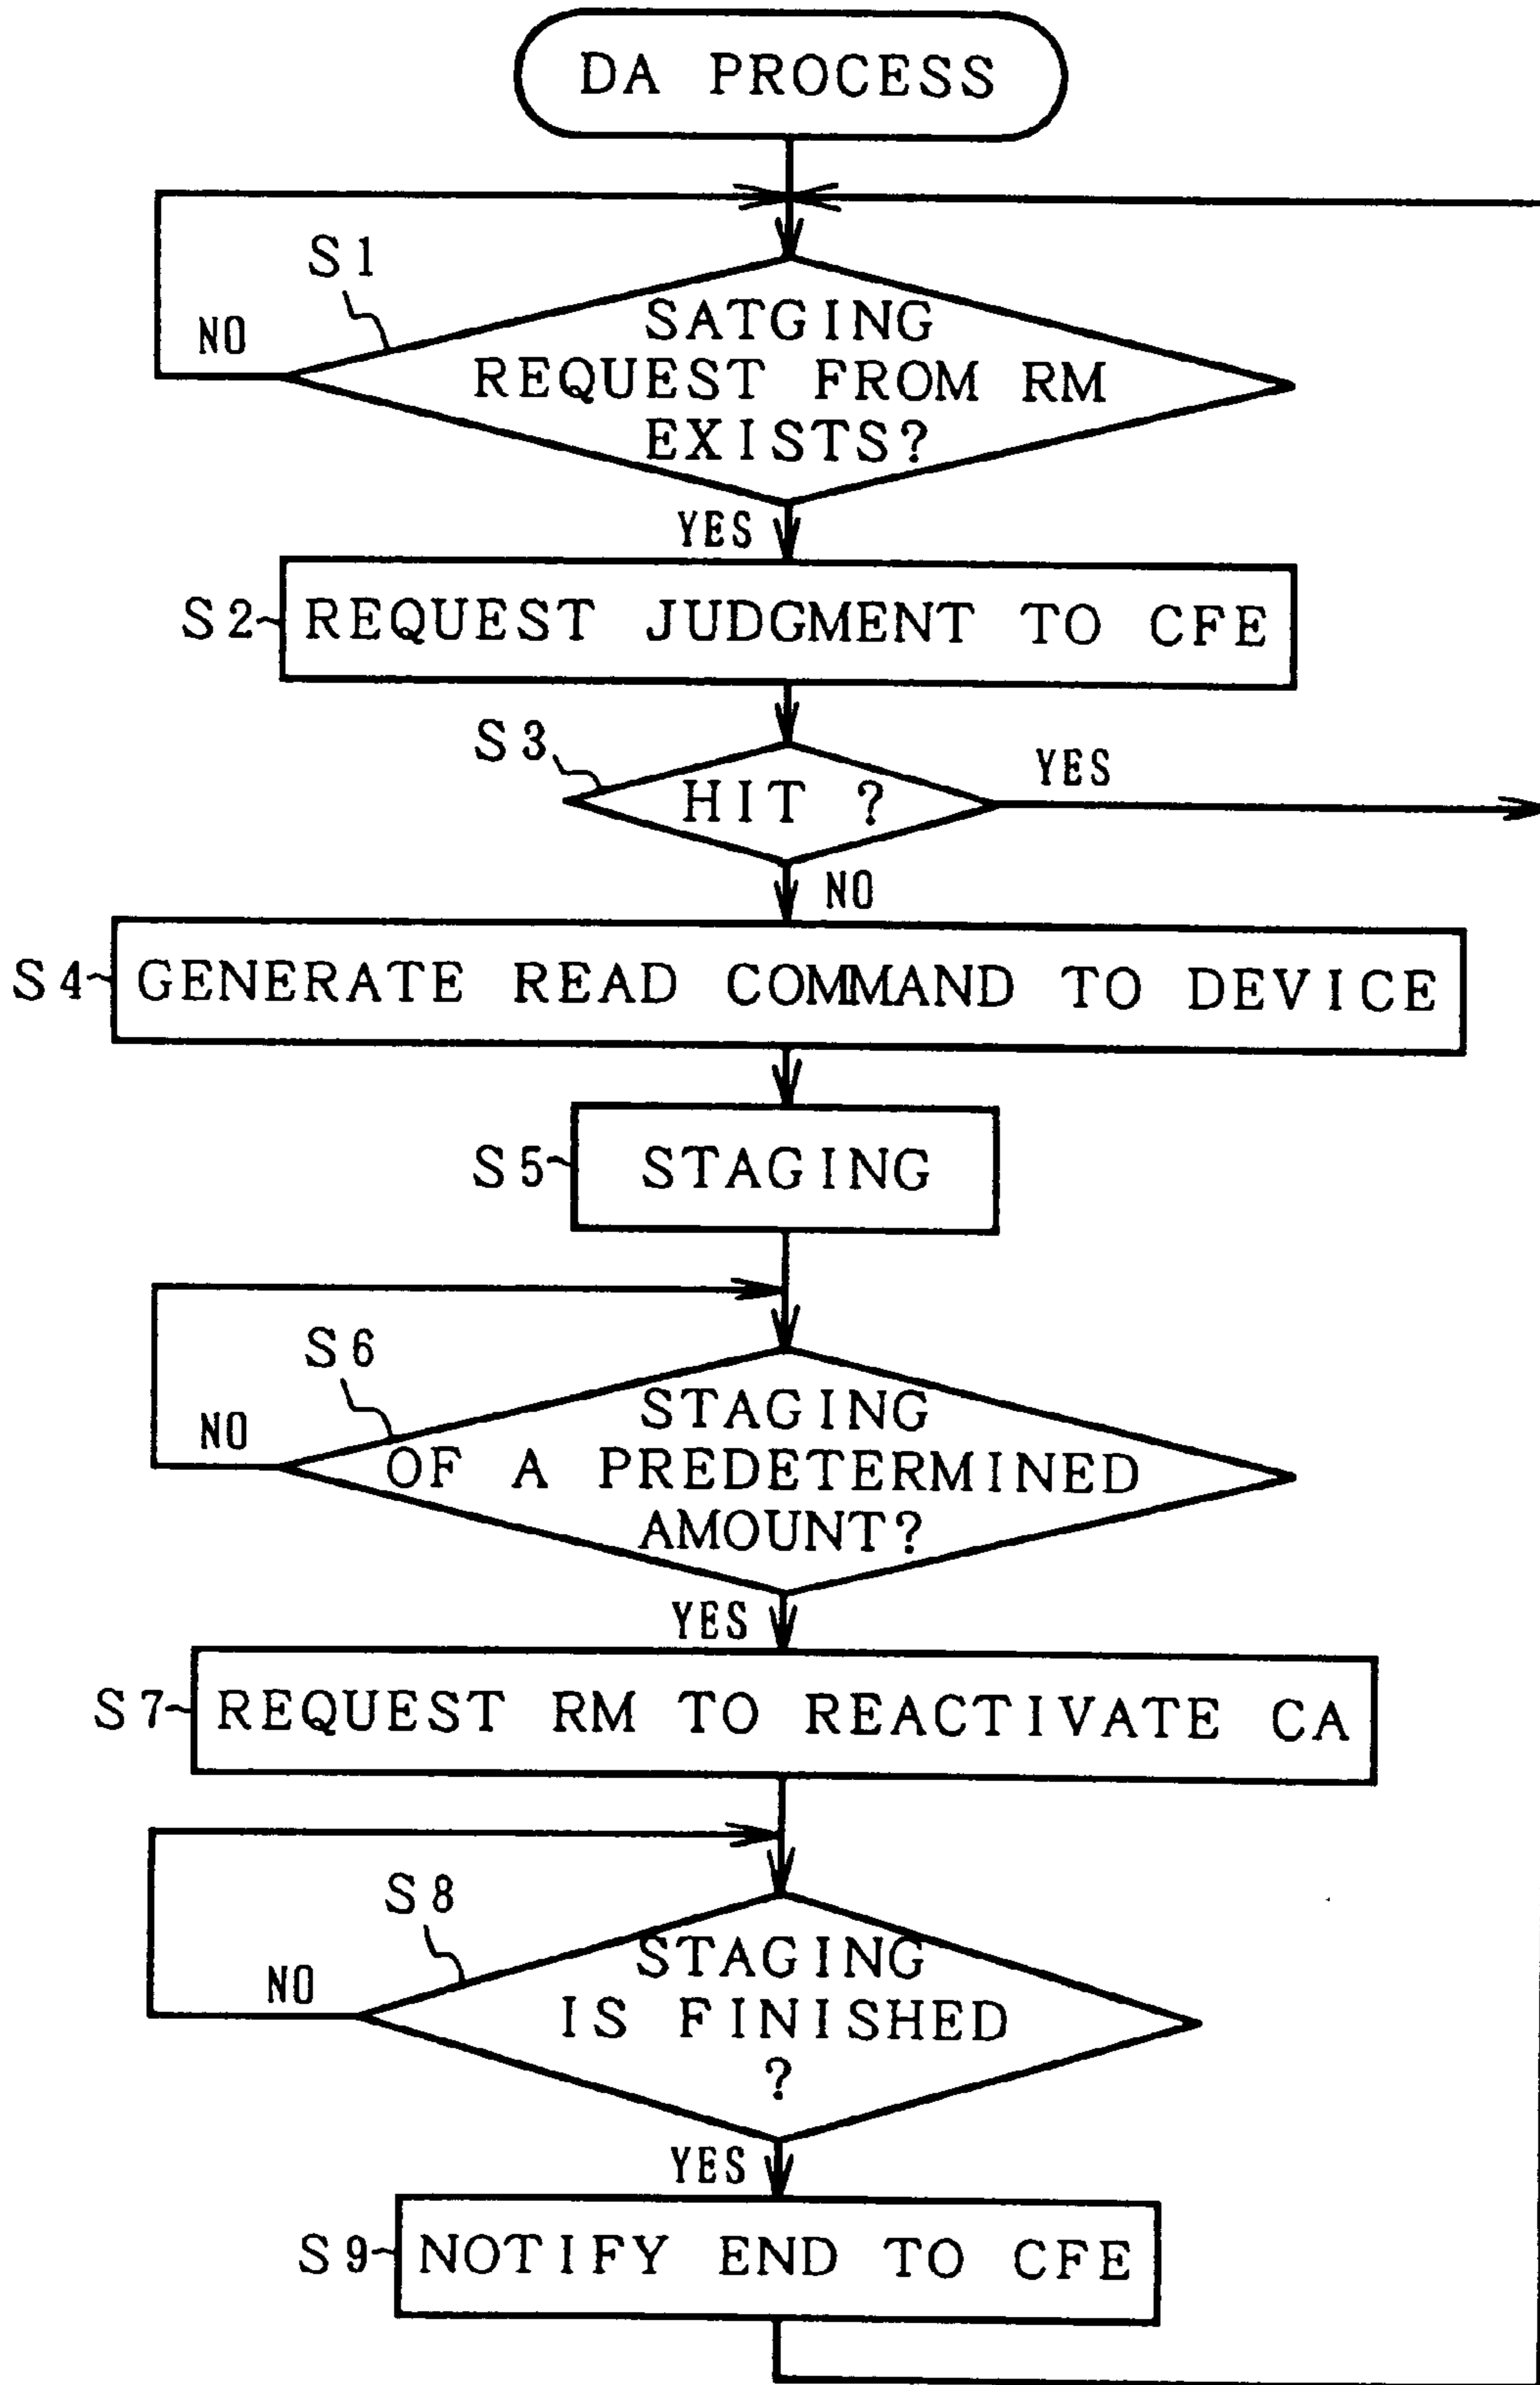 DA PROCESS
S1
NO
SATGING
REQUEST FROM RM
EXISTS?
YES
S2
REQUEST JUDGMENT TO CFE
S3
HIT ?
YES
NO
S4
GENERATE READ COMMAND TO DEVICE
S5
STAGING
S6
NO
STAGING
OF A PREDETERMINED
AMOUNT?
YES
S7
REQUEST RM TO REACTIVATE CA
S8
NO
STAGING
IS FINISHED
?
YES
S9
NOTIFY END TO CFE